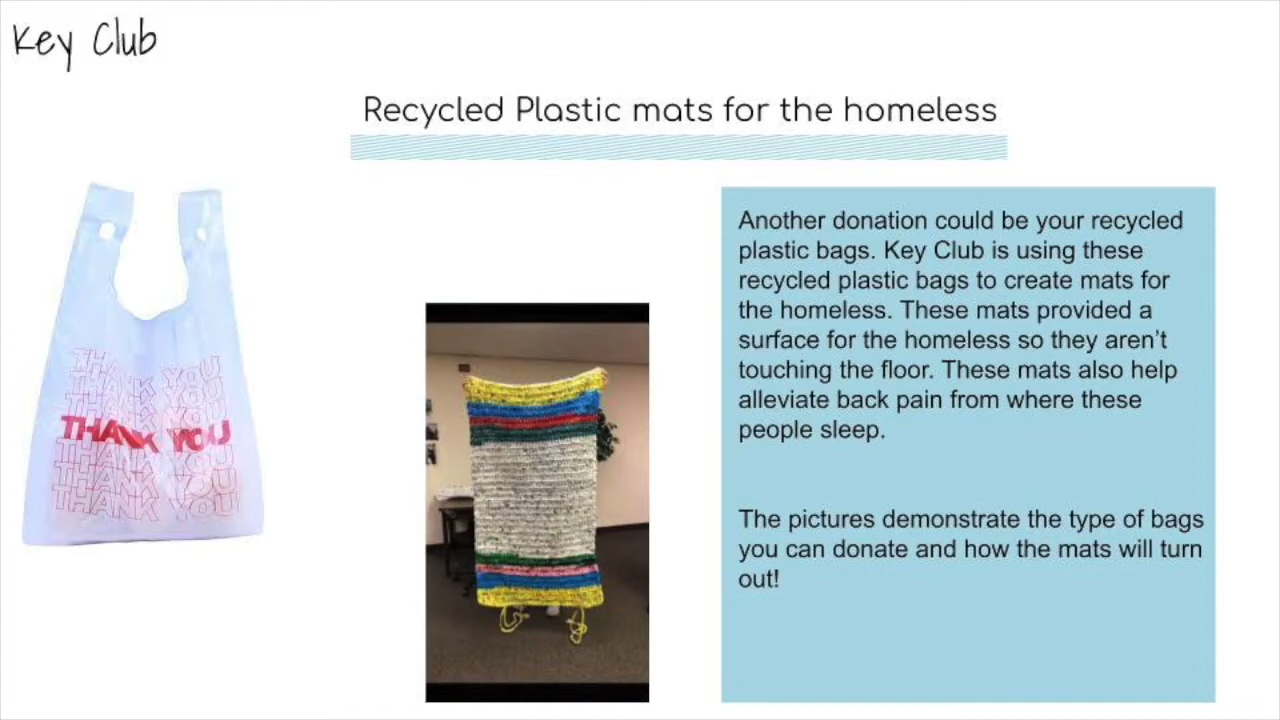 Key Club
Recycled Plastic mats for the homeless
THANK YOU
THANK YOU
THANK YOU
THANK YOU
THANK YOU
THANK YOU
THANK YOU
Another donation could be your recycled
plastic bags. Key Club is using these
recycled plastic bags to create mats for
the homeless. These mats provided a
surface for the homeless so they aren't
touching the floor. These mats also help
alleviate back pain from where these
people sleep.
The pictures demonstrate the type of bags
you can donate and how the mats will turn
out!